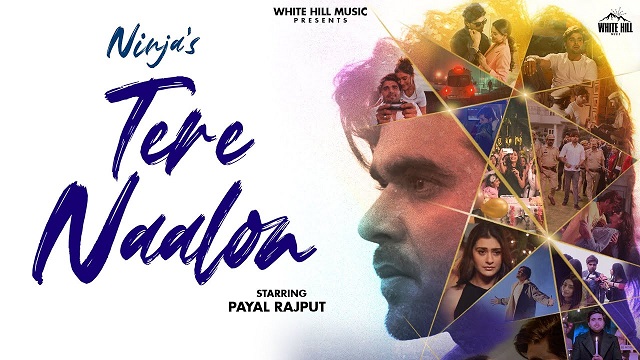 WHITE HILL MUSIC
PRESENTS
WHITE HILL
Ninja's
Tere
Naalon
STARRING
PAYAL RAJPUT